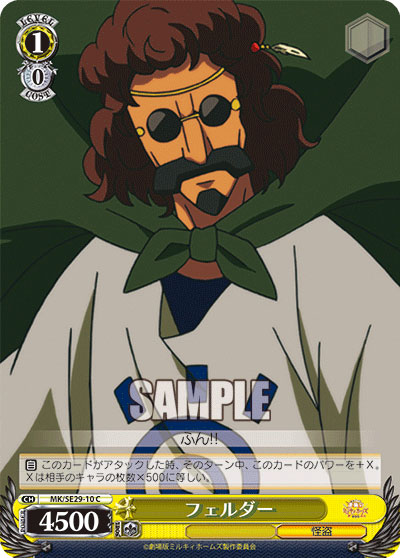 LEVEL
1
0
COST
SAMPLE
ふん!!
このカードがアタックした時、そのターン中、このカードのパワーを＋X。
Xは相手のキャラの枚数×500に等しい。
CH
MK/SE29-10 C
4500
フェルダー
怪盗
©劇場版ミルキィホームズ製作委員会